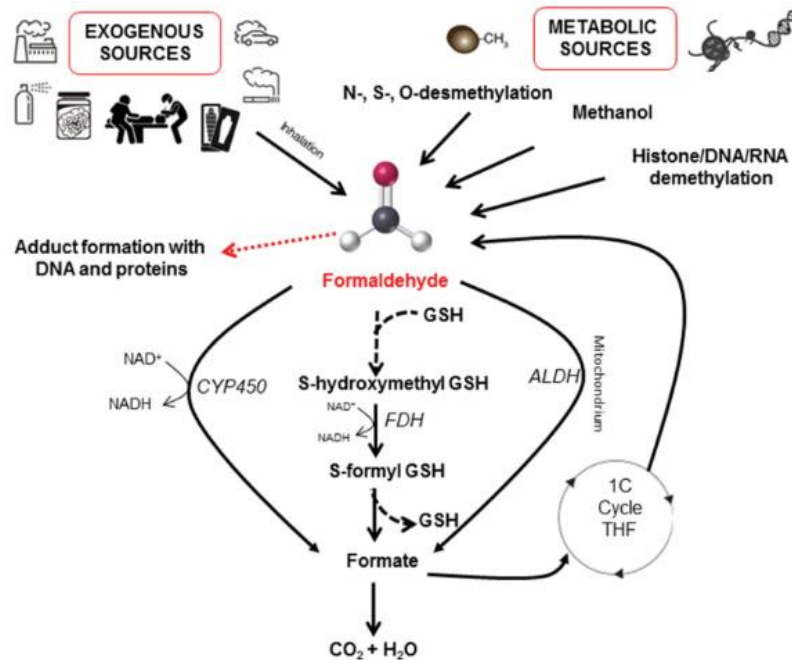 EXOGENOUS
SOURCES
METABOLIC
SOURCES
-CH₃
N-, S-, O-desmethylation
Methanol
Histone/DNA/RNA
demethylation
Inhalation
Adduct formation with
DNA and proteins
Formaldehyde
GSH
NAD⁺
NADH
CYP450
S-hydroxymethyl GSH
NAD⁺
NADH
FDH
ALDH
Mitochondrium
S-formyl GSH
GSH
1C
Cycle
THF
Formate
CO₂ + H₂O